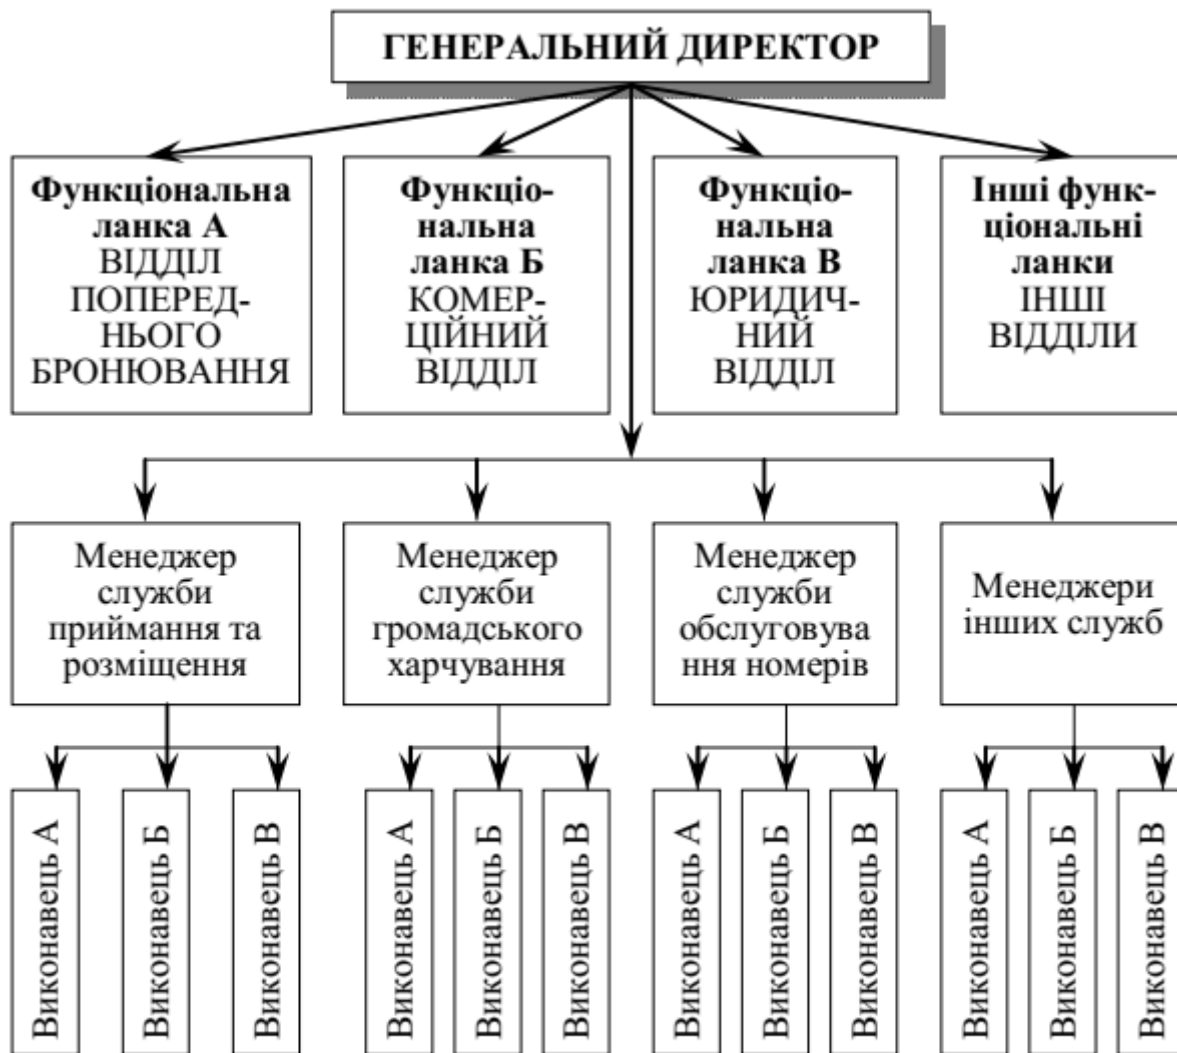 ГЕНЕРАЛЬНИЙ ДИРЕКТОР
Функціональна
ланка А
ВІДДІЛ
ПОПЕРЕД-
НЬОГО
БРОНЮВАННЯ
Функціо-
нальна
ланка Б
КОМЕР-
ЦІЙНИЙ
ВІДДІЛ
Функціо-
нальна
ланка В
ЮРИДИЧ-
НИЙ
ВІДДІЛ
Інші функ-
ціональні
ланки
ІНШІ
ВІДДІЛИ
Менеджер
служби
приймання та
розміщення
Менеджер
служби
громадського
харчування
Менеджер
служби
обслуговува
ння номерів
Менеджери
інших служб
Виконавець А
Виконавець Б
Виконавець В
Виконавець А
Виконавець Б
Виконавець В
Виконавець А
Виконавець Б
Виконавець В
Виконавець А
Виконавець Б
Виконавець В